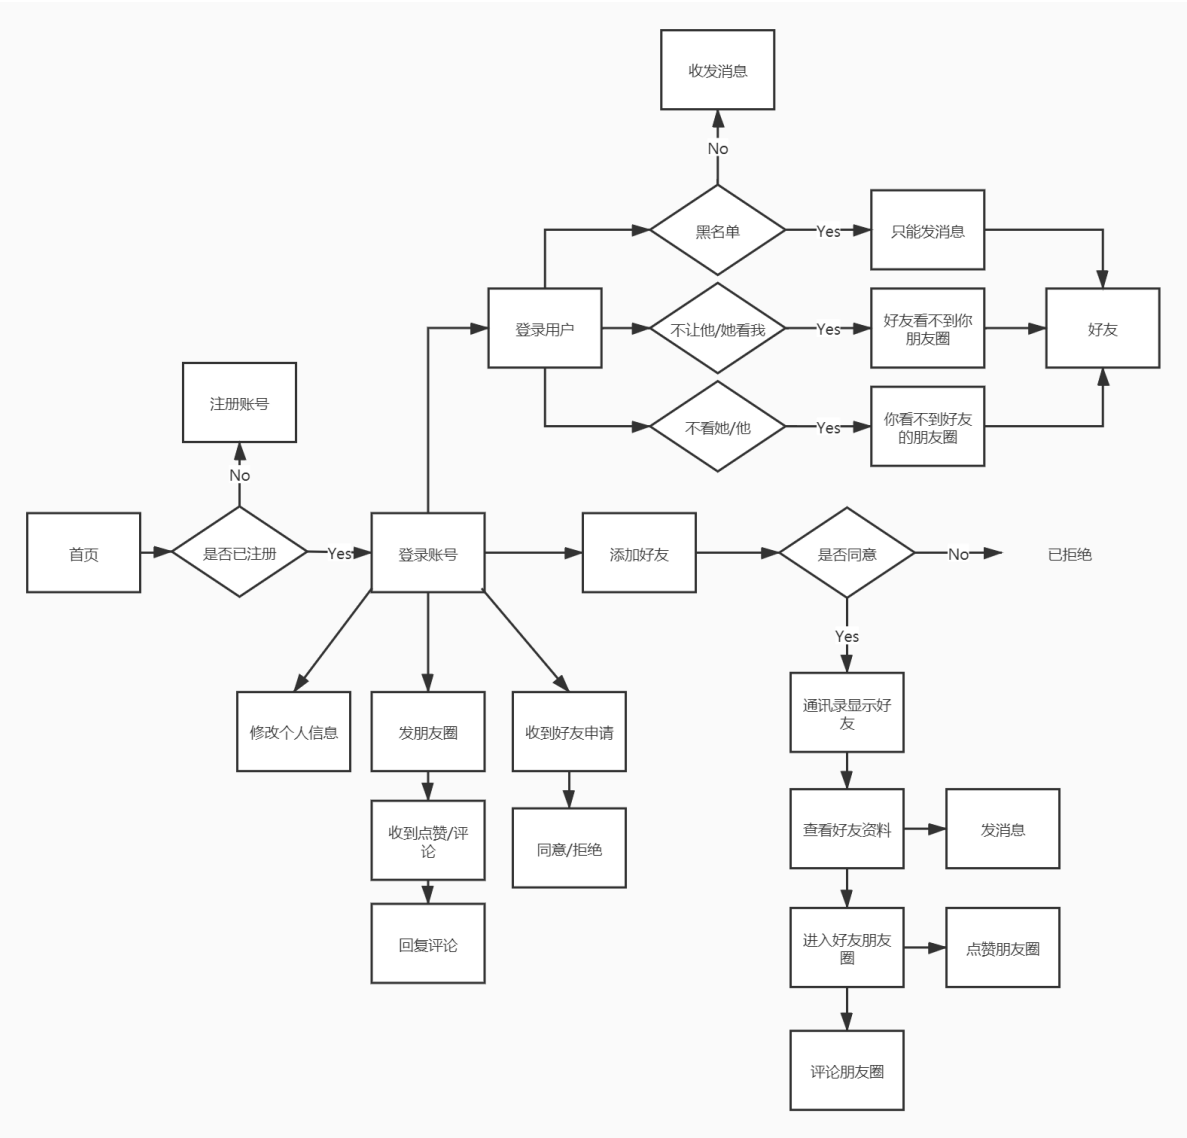 收发消息
No
黑名单
Yes
只能发消息
登录用户
不让他/她看我
Yes
好友看不到你
朋友圈
好友
不看她/他
Yes
你看不到好友
的朋友圈
注册账号
No
首页
是否已注册
Yes
登录账号
添加好友
是否同意
No
已拒绝
Yes
修改个人信息
发朋友圈
收到好友申请
通讯录显示好
友
收到点赞/评
论
同意/拒绝
查看好友资料
发消息
回复评论
进入好友朋友
圈
点赞朋友圈
评论朋友圈